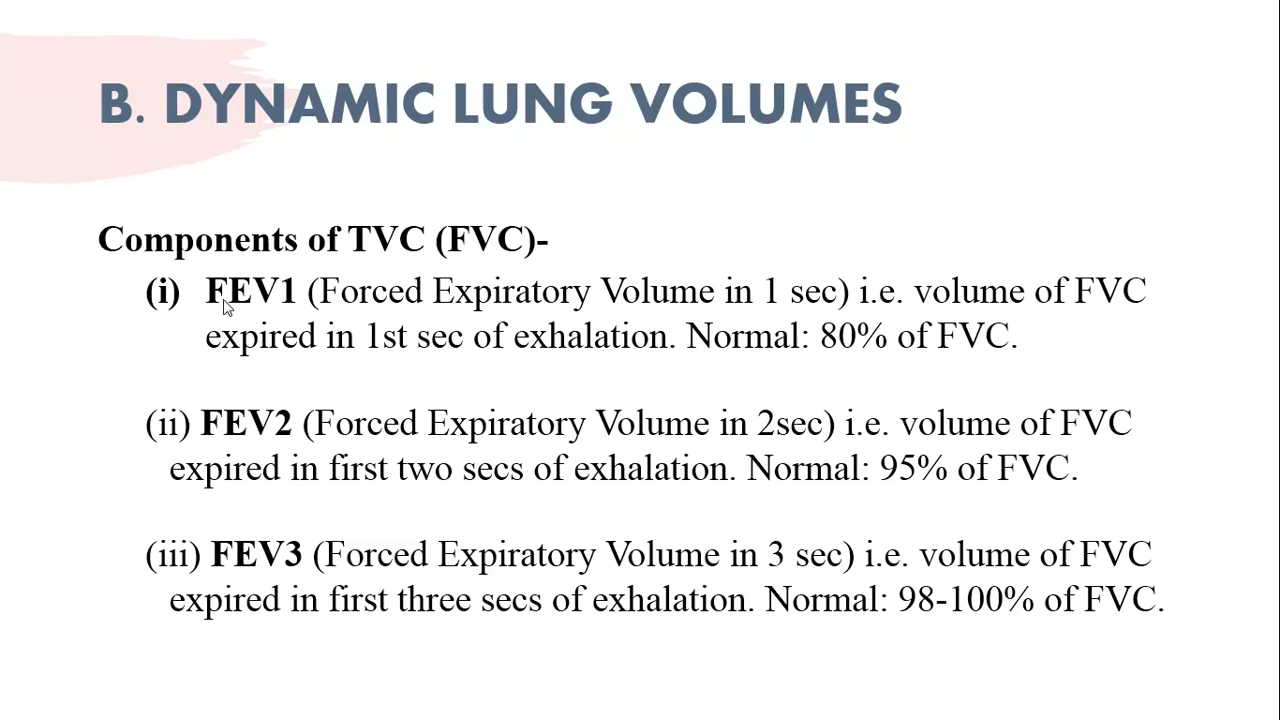 B. DYNAMIC LUNG VOLUMES
Components of TVC (FVC)-
(i) FEV1 (Forced Expiratory Volume in 1 sec) i.e. volume of FVC
expired in 1st sec of exhalation. Normal: 80% of FVC.
(ii) FEV2 (Forced Expiratory Volume in 2sec) i.e. volume of FVC
expired in first two secs of exhalation. Normal: 95% of FVC.
(iii) FEV3 (Forced Expiratory Volume in 3 sec) i.e. volume of FVC
expired in first three secs of exhalation. Normal: 98-100% of FVC.